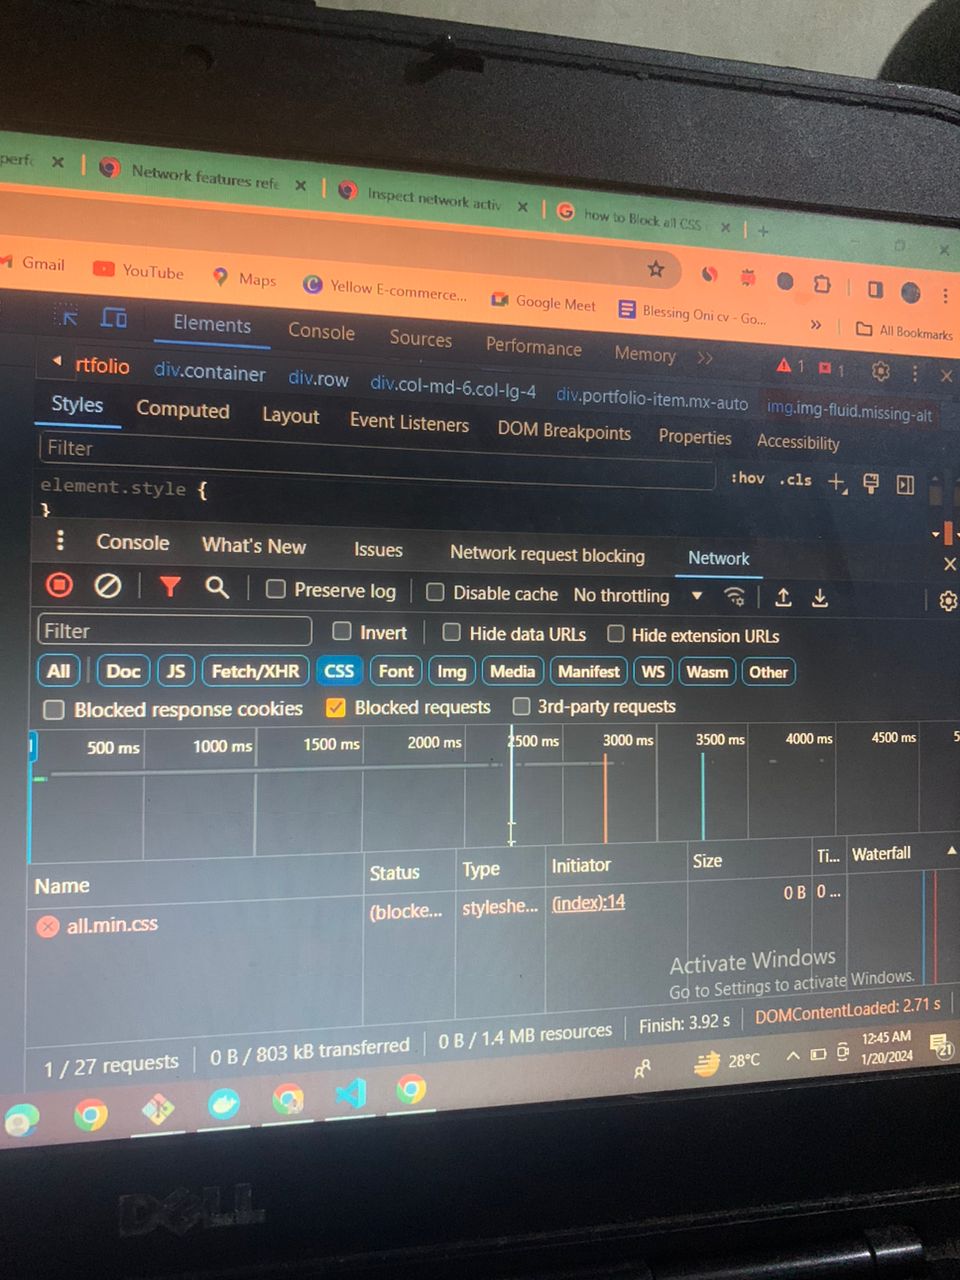 perfo
Network features refe
Inspect network activ
how to Block all CSS
Gmail
YouTube
Maps
Yellow E-commerce...
Google Meet
Blessing Oni cv - Go...
»
All Bookmarks
Elements
Console
Sources
Performance
Memory
»
1
1
rtfolio
div.container
div.row
div.col-md-6.col-lg-4
div.portfolio-item.mx-auto
img.img-fluid.missing-alt
Styles
Computed
Layout
Event Listeners
DOM Breakpoints
Properties
Accessibility
Filter
:hov
.cls
element.style {
}
Console
What's New
Issues
Network request blocking
Network
Preserve log
Disable cache
No throttling
Filter
Invert
Hide data URLs
Hide extension URLs
All
Doc
JS
Fetch/XHR
CSS
Font
Img
Media
Manifest
WS
Wasm
Other
Blocked response cookies
Blocked requests
3rd-party requests
500 ms
1000 ms
1500 ms
2000 ms
2500 ms
3000 ms
3500 ms
4000 ms
4500 ms
5
Name
Status
Type
Initiator
Size
Ti...
Waterfall
all.min.css
(blocke...
styleshe...
(index):14
0 B
0 ...
Activate Windows
Go to Settings to activate Windows.
1 / 27 requests
0 B / 803 kB transferred
0 B / 1.4 MB resources
Finish: 3.92 s
DOMContentLoaded: 2.71 s
28°C
12:45 AM
1/20/2024
21
DELL